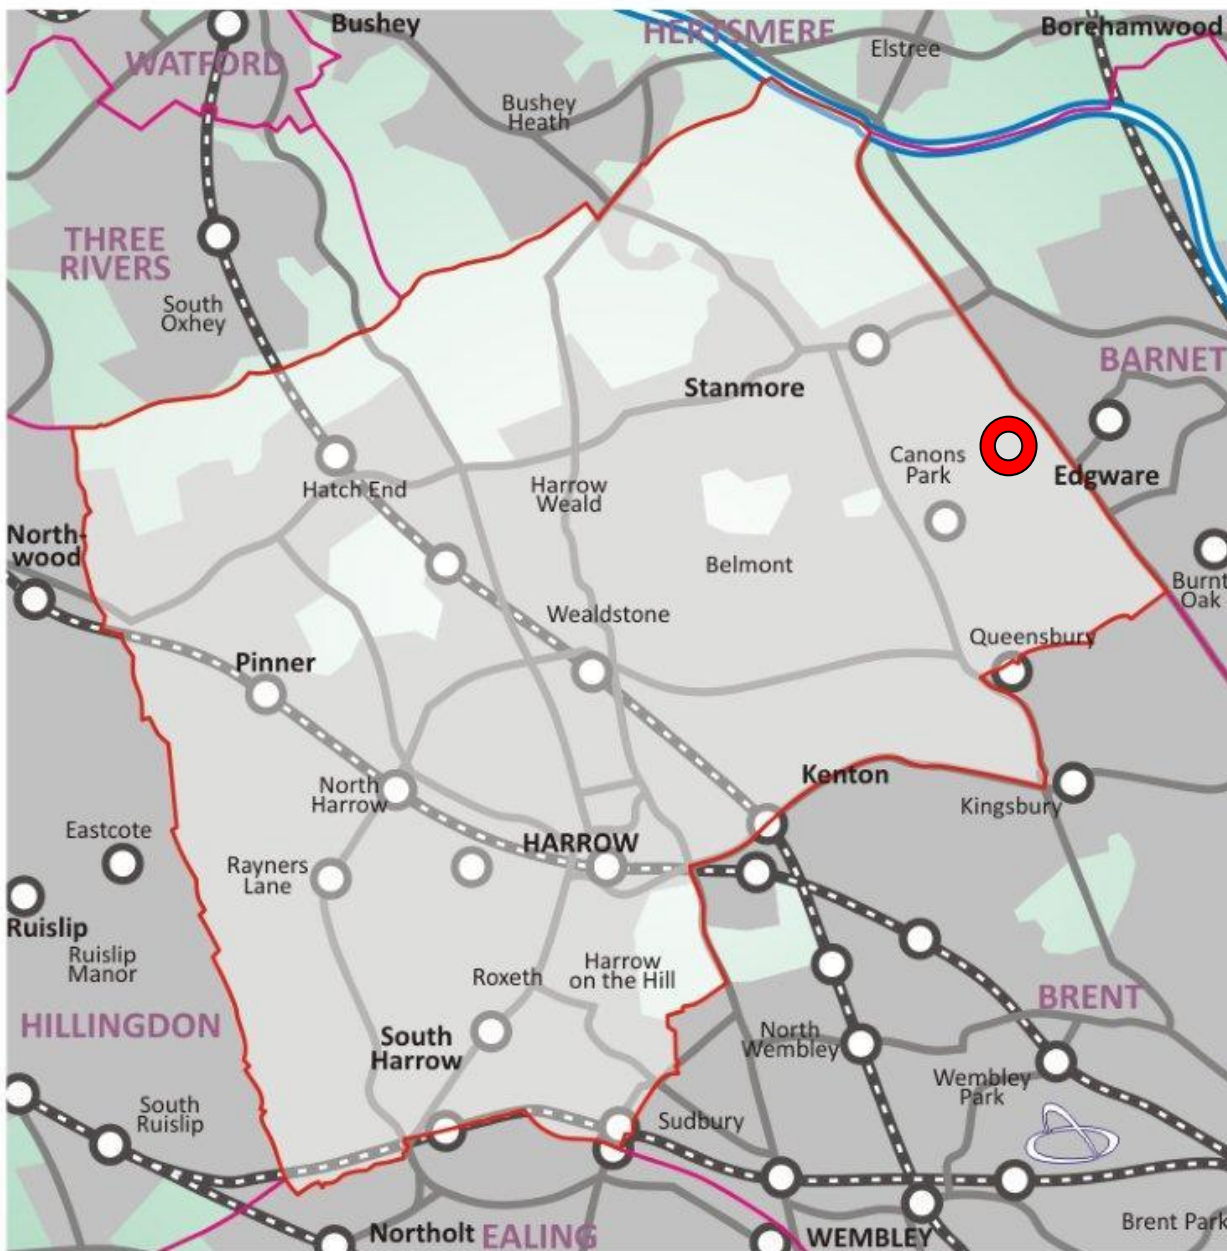 Bushey
HERTSMERE
Borehamwood
WATFORD
Elstree
Bushey
Heath
THREE
RIVERS
South
Oxhey
BARNET
Stanmore
Canons
Park
Edgware
Hatch End
Harrow
Weald
North-
wood
Belmont
Burnt
Oak
Wealdstone
Queensbury
Pinner
North
Harrow
Kenton
Kingsbury
Eastcote
HARROW
Rayners
Lane
Ruislip
Ruislip
Manor
Roxeth
Harrow
on the Hill
HILLINGDON
BRENT
South
Harrow
North
Wembley
Wembley
Park
South
Ruislip
Sudbury
Northolt
EALING
WEMBLEY
Brent Park